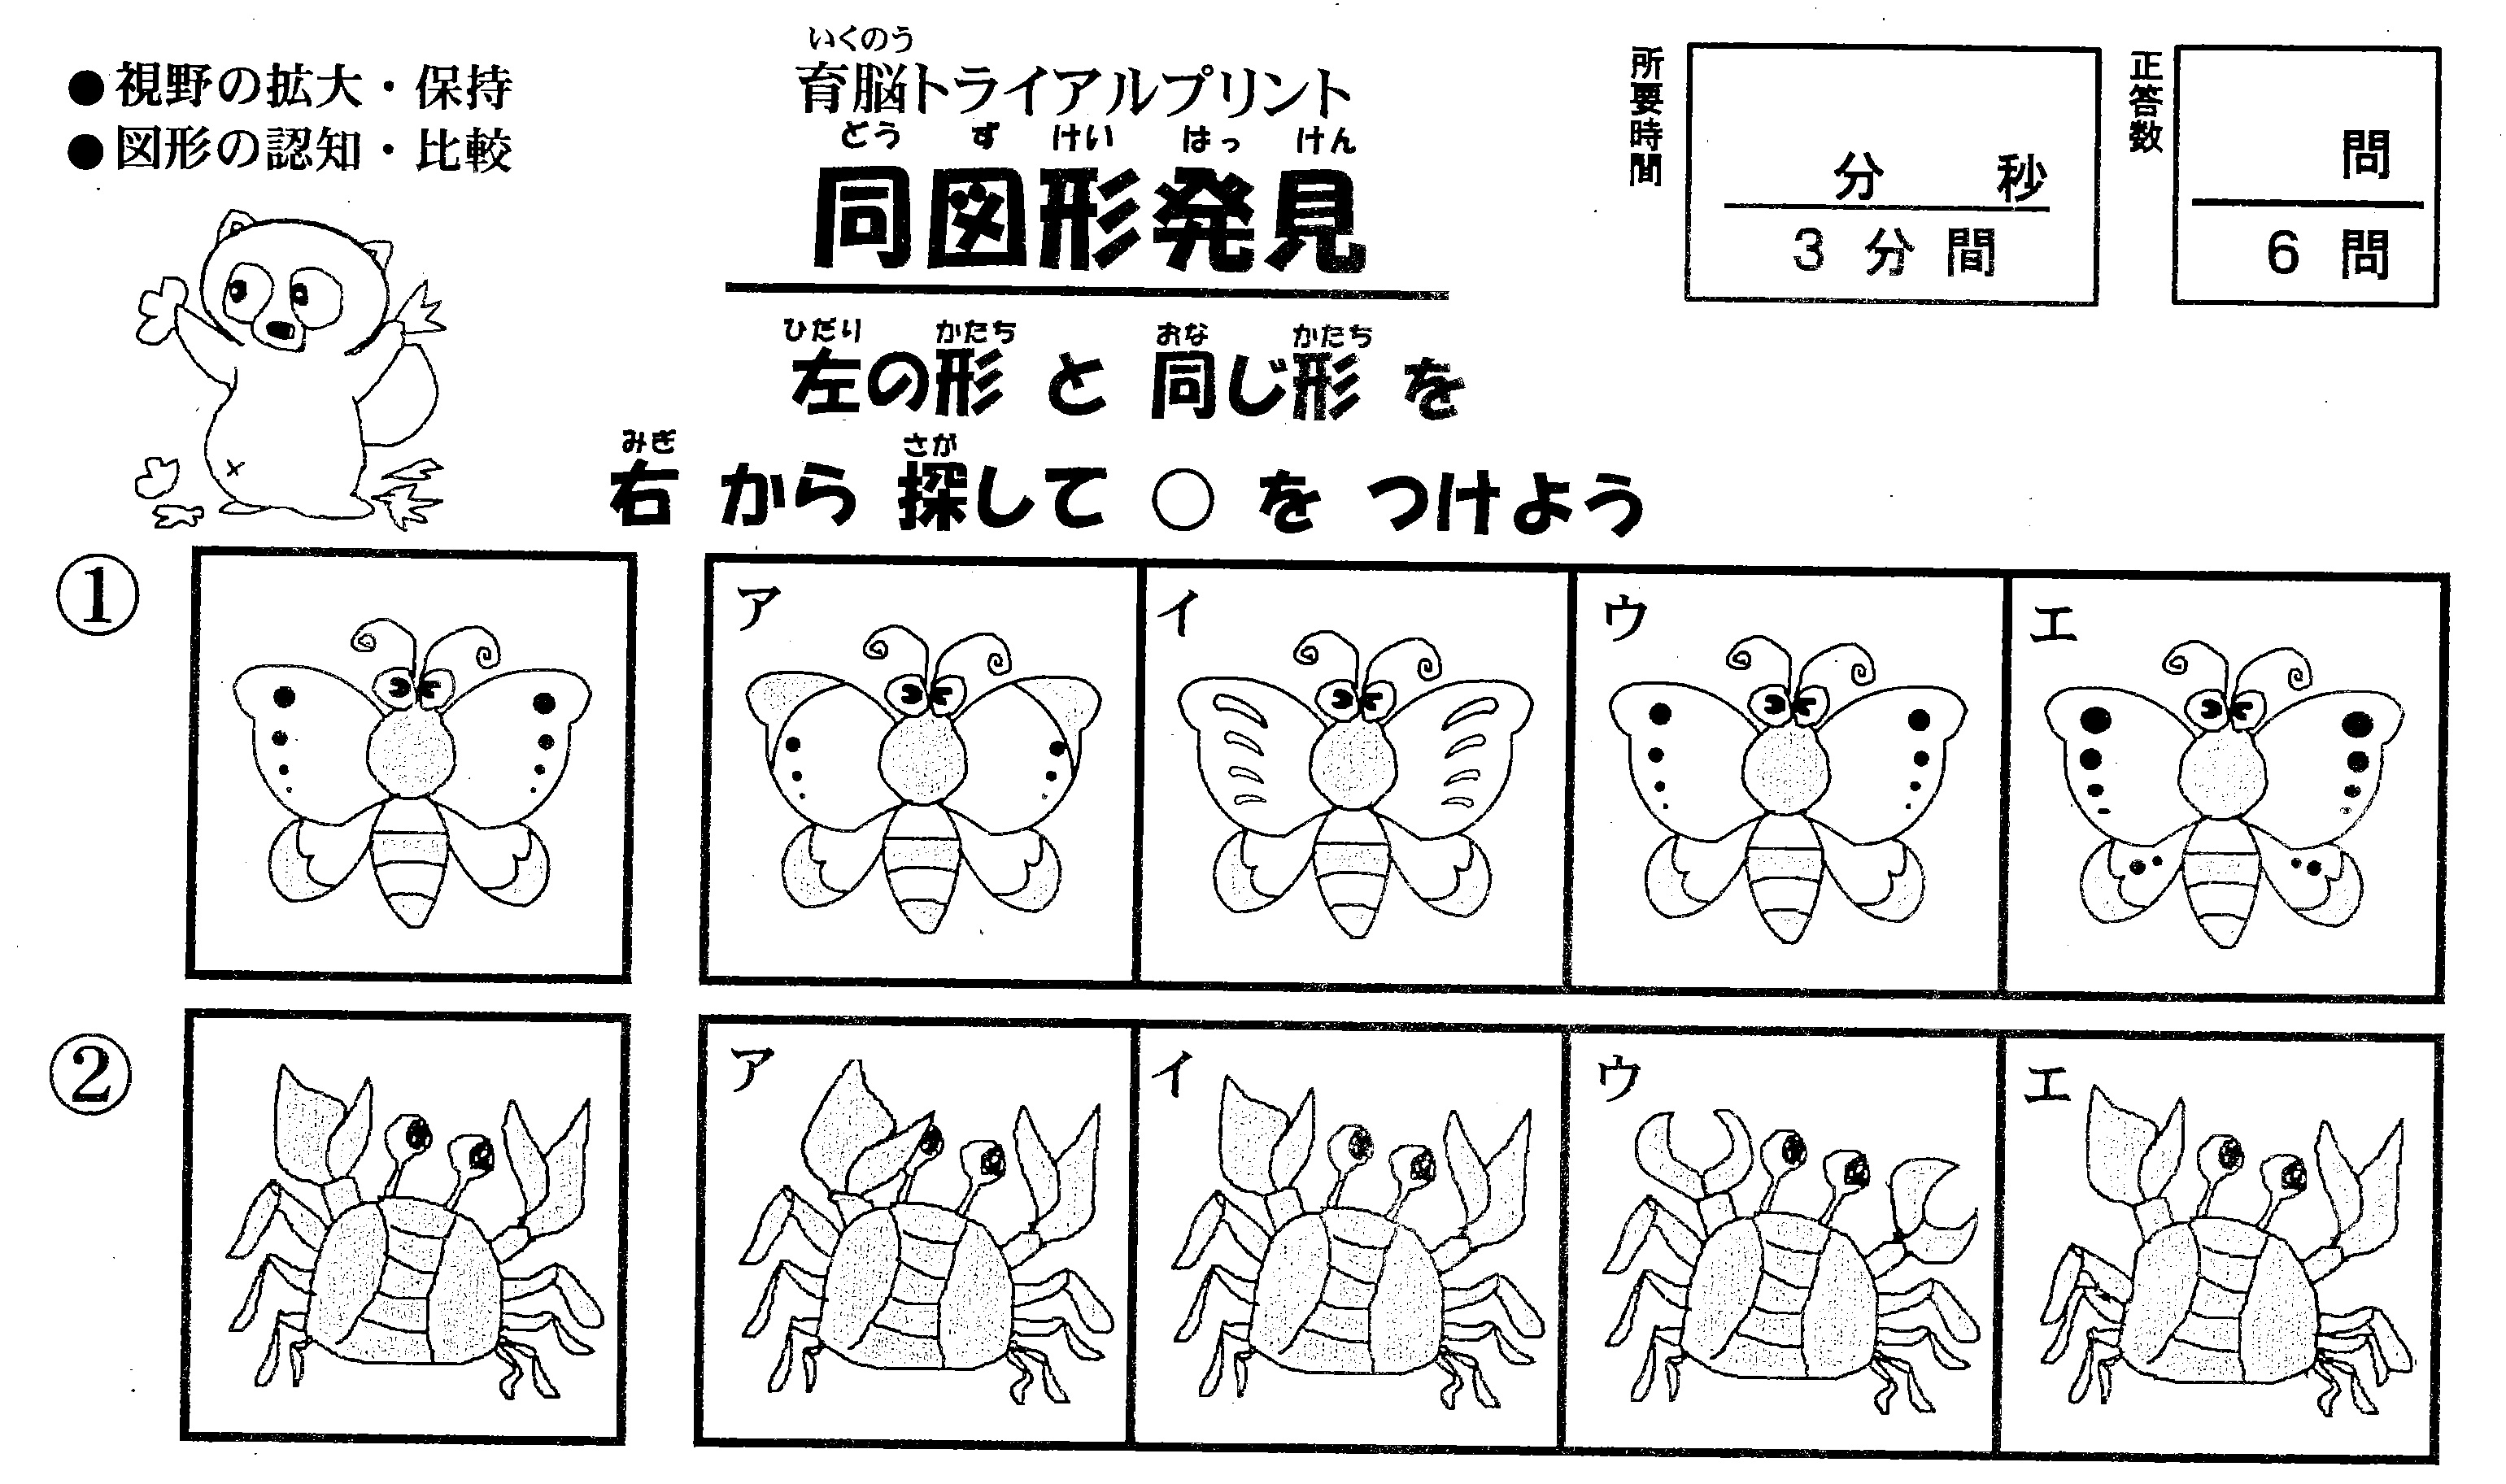 ●視野の拡大・保持
●図形の認知・比較
いくのう
育脳トライアルプリント
どう ず けい はっ けん
同図形発見
所要時間
分 秒
3 分 間
正答数
問
6 問
ひだり かたち おな かたち
左の形 と 同じ形 を
みぎ さが
右 から 探して ○ を つけよう
①
ア
イ
ウ
エ
②
ア
イ
ウ
エ